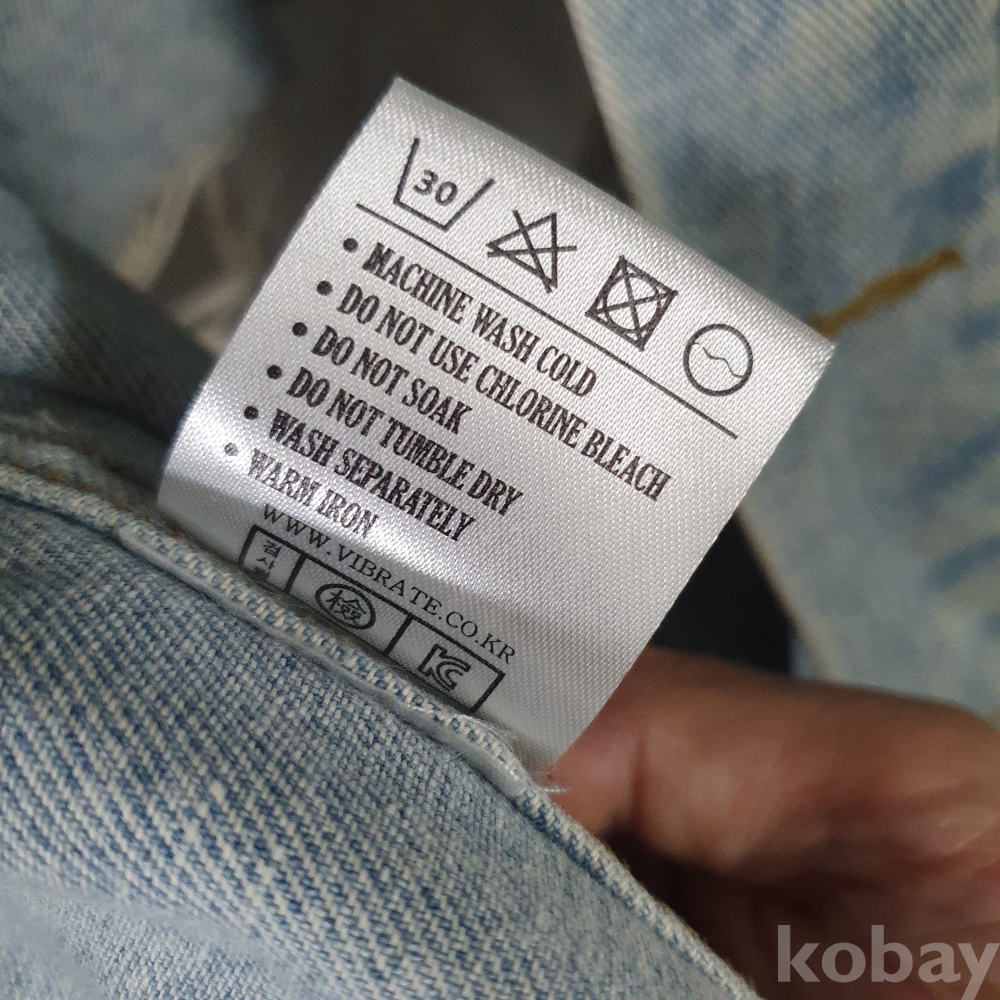 30
• MACHINE WASH COLD
• DO NOT USE CHLORINE BLEACH
• DO NOT SOAK
• DO NOT TUMBLE DRY
• WASH SEPARATELY
• WARM IRON
WWW.VIBRATE.CO.KR
검사 檢 KC
kobay